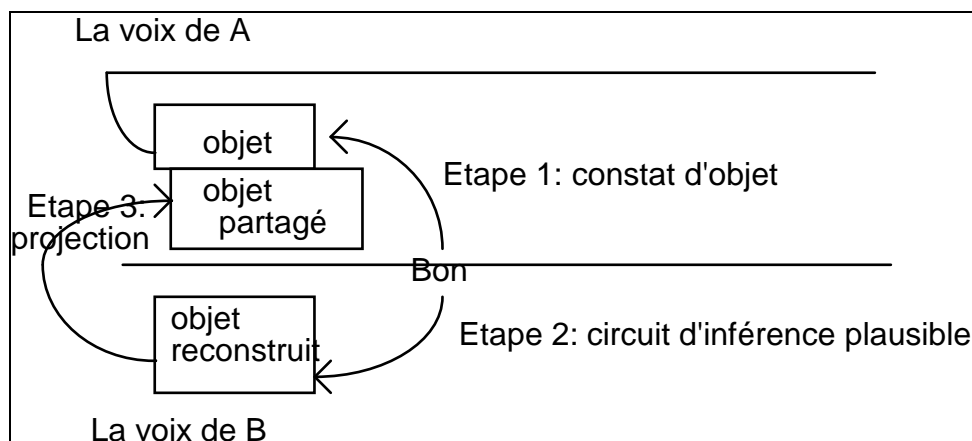 La voix de A
objet
Etape 1: constat d'objet
objet
partagé
Etape 3:
projection
Bon
objet
reconstruit
Etape 2: circuit d'inférence plausible
La voix de B